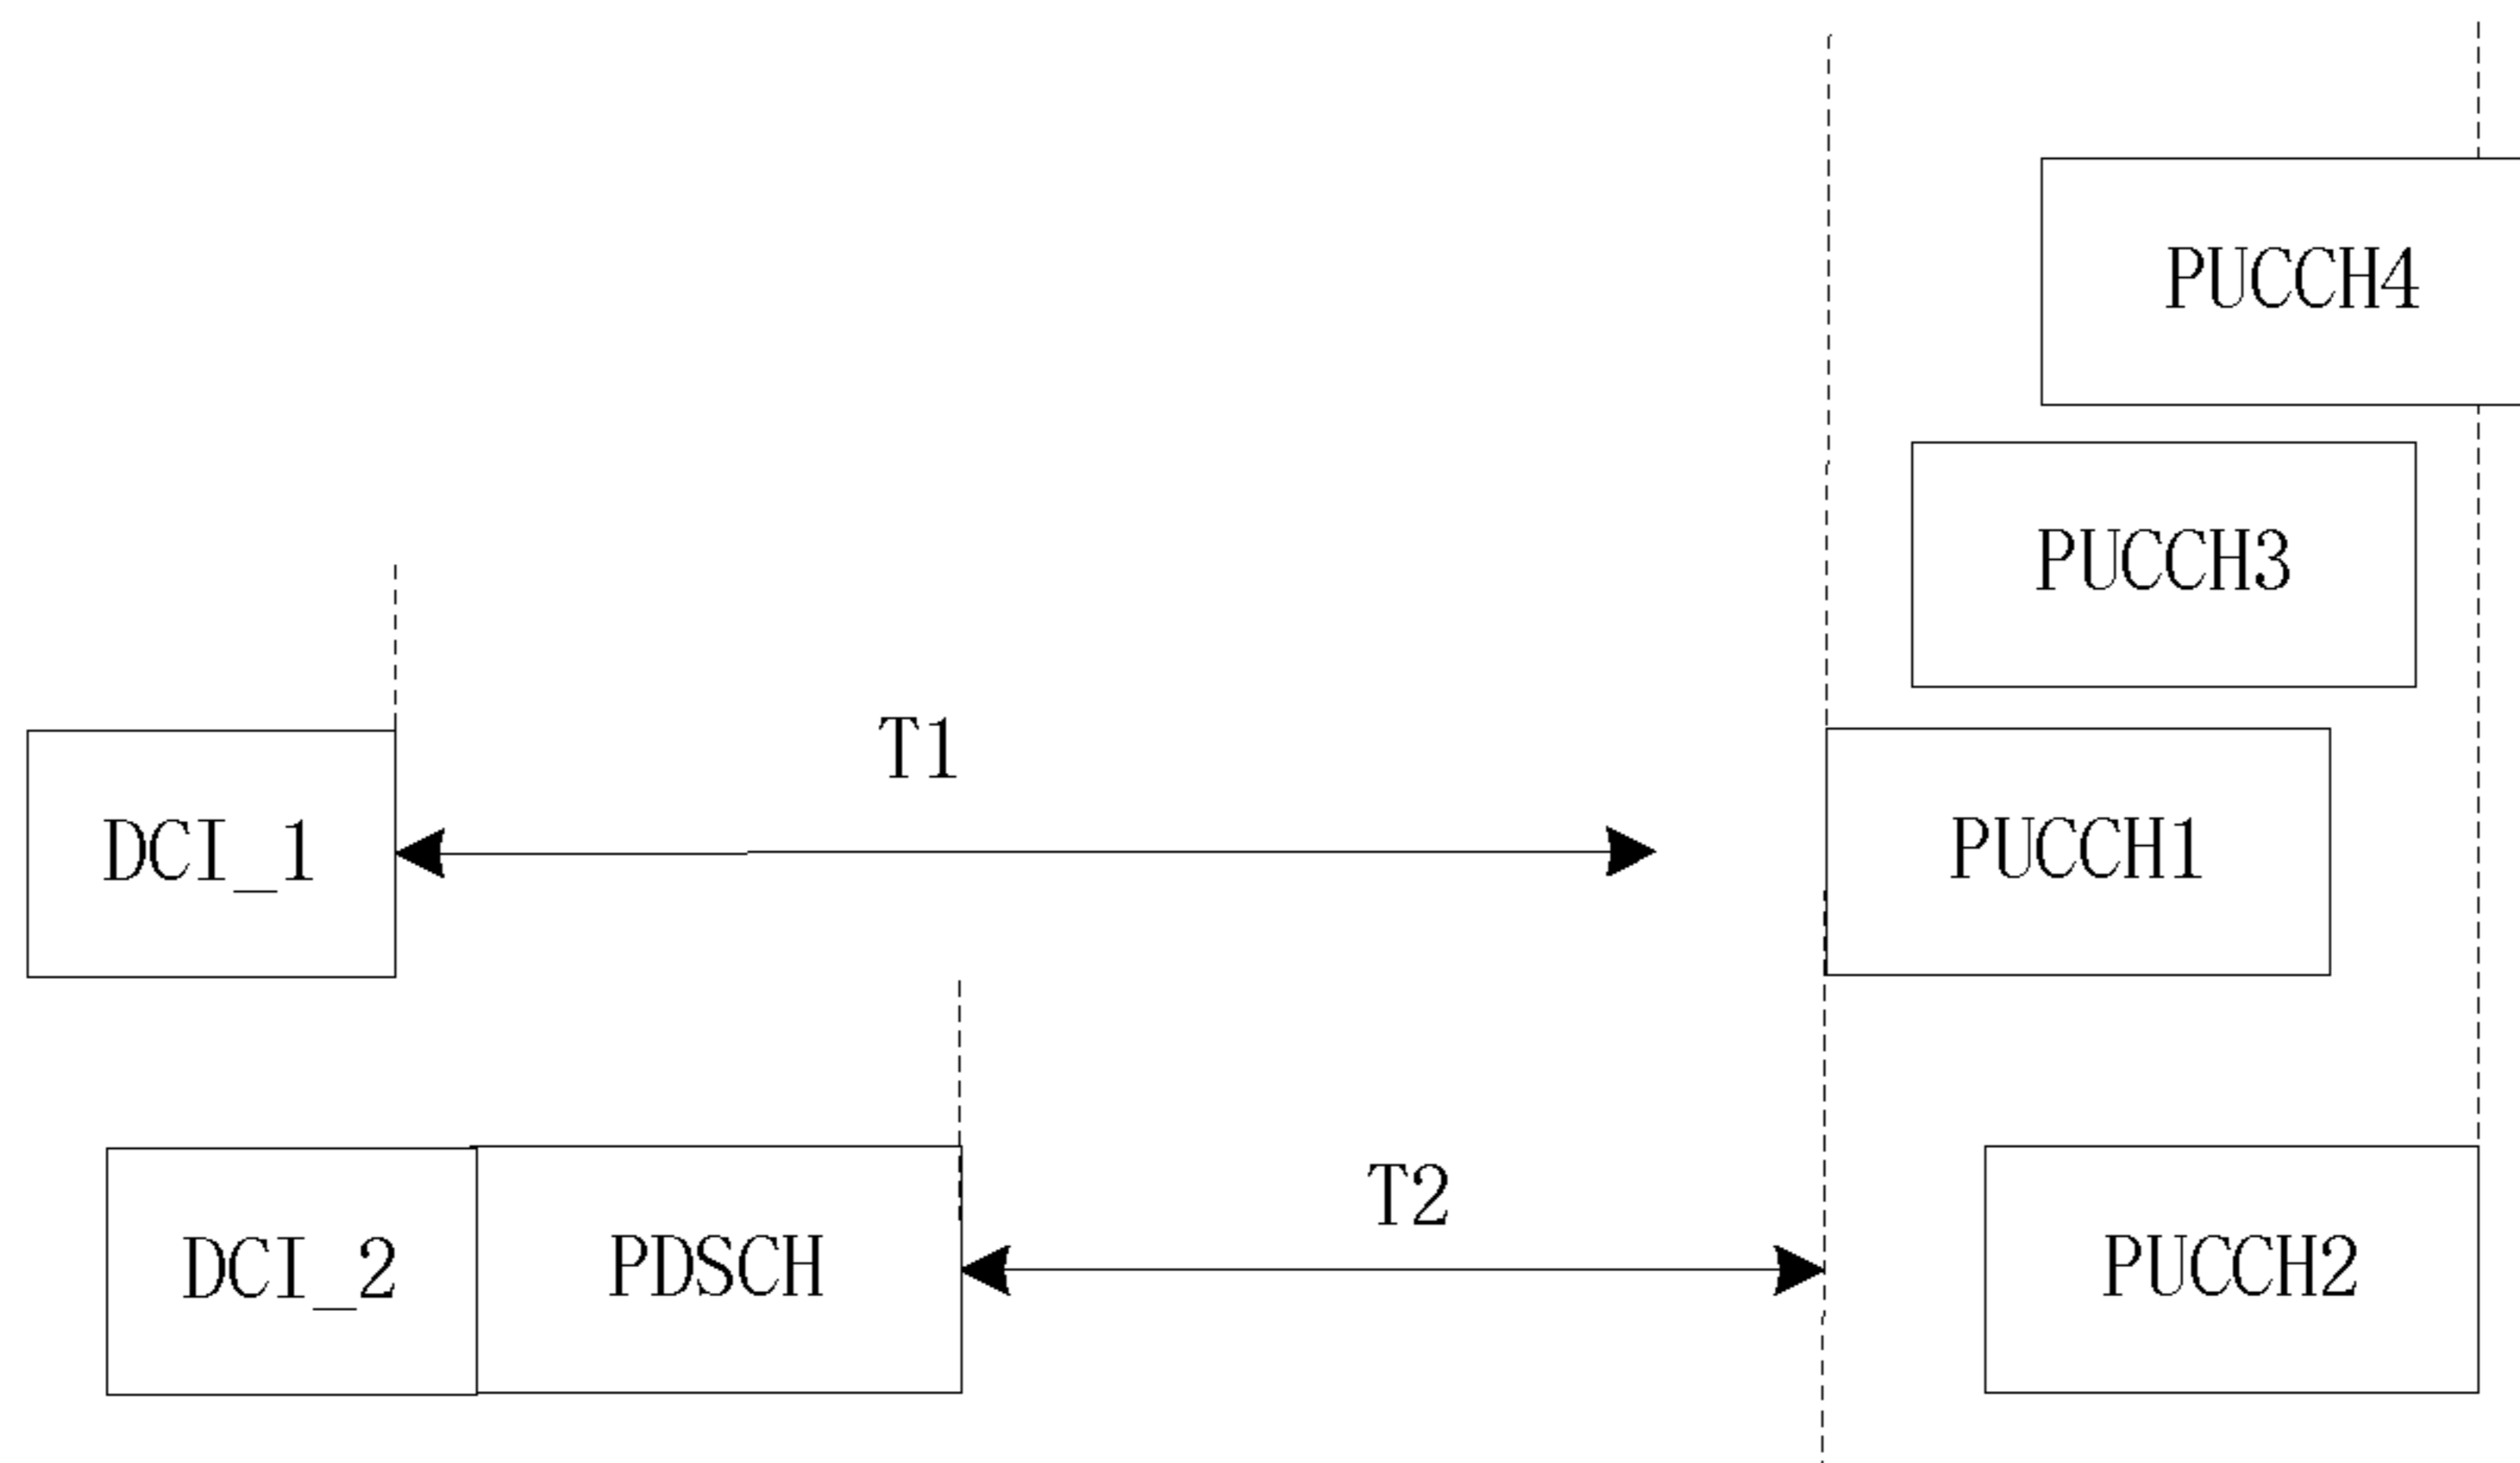 PUCCH4
PUCCH3
T1
DCI_1
PUCCH1
T2
DCI_2
PDSCH
PUCCH2